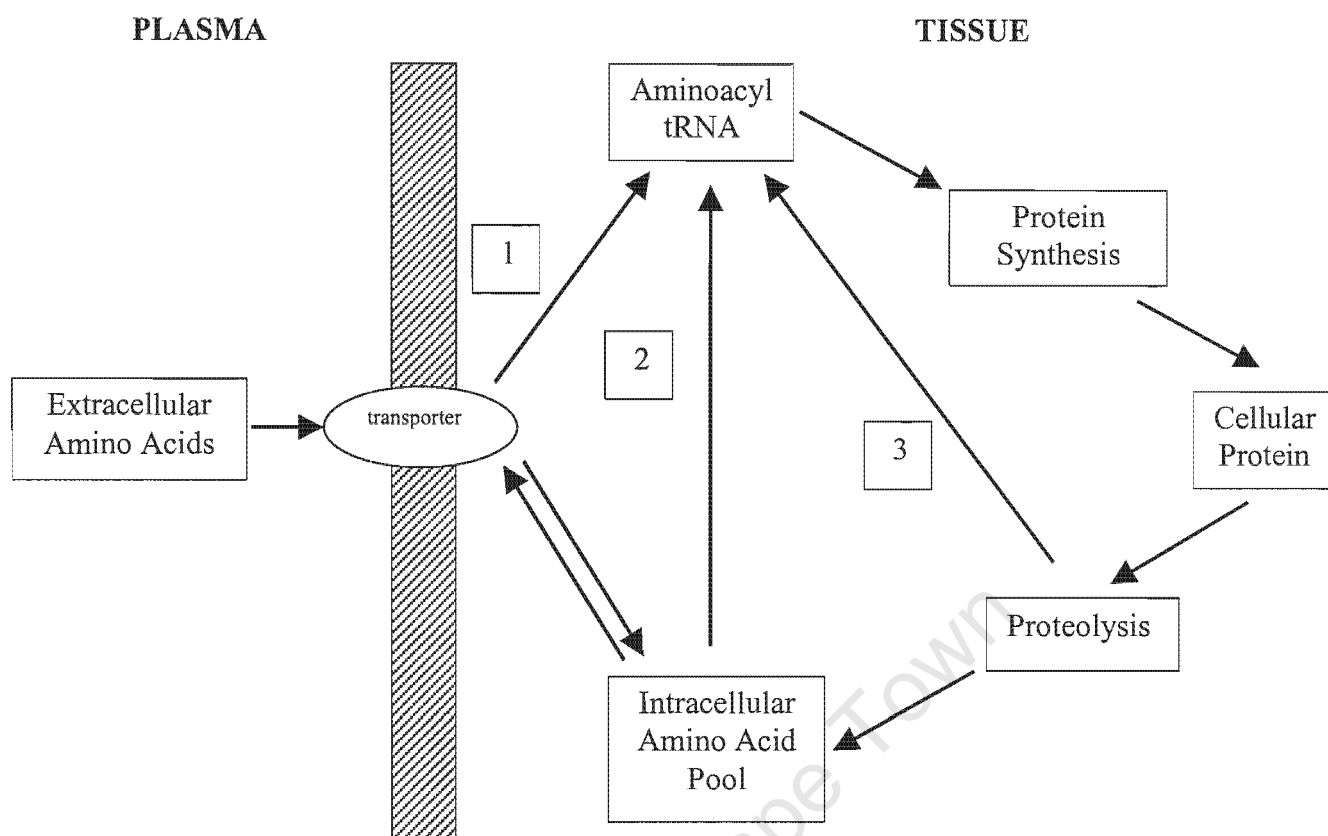 PLASMA
TISSUE
Aminoacyl
tRNA
1
Protein
Synthesis
2
Extracellular
Amino Acids
transporter
3
Cellular
Protein
Proteolysis
Intracellular
Amino Acid
Pool
Town